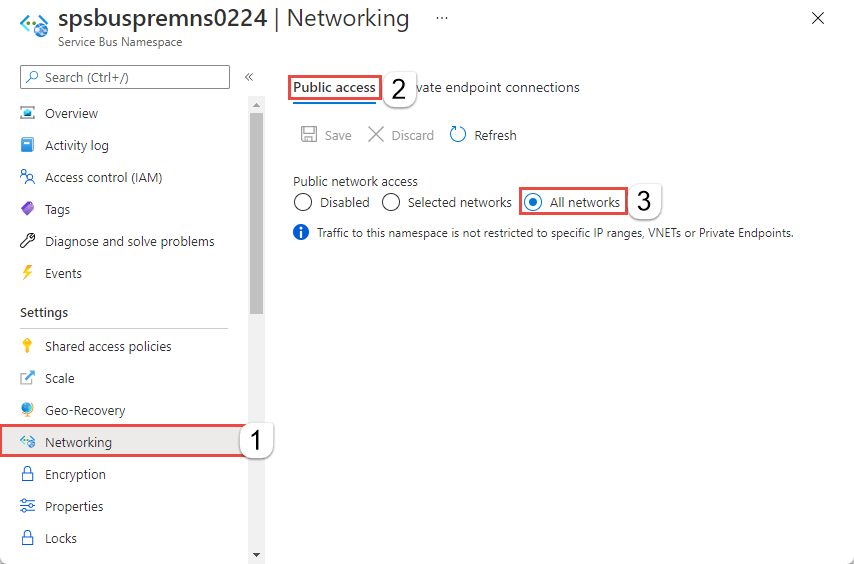 spsbuspremns0224 | Networking ...
Service Bus Namespace
Search (Ctrl+/)
«
Overview
Activity log
Access control (IAM)
Tags
Diagnose and solve problems
Events
Settings
Shared access policies
Scale
Geo-Recovery
Networking 1
Encryption
Properties
Locks
Public access 2 vate endpoint connections
Save Discard Refresh
Public network access
Disabled Selected networks All networks 3
Traffic to this namespace is not restricted to specific IP ranges, VNETs or Private Endpoints.